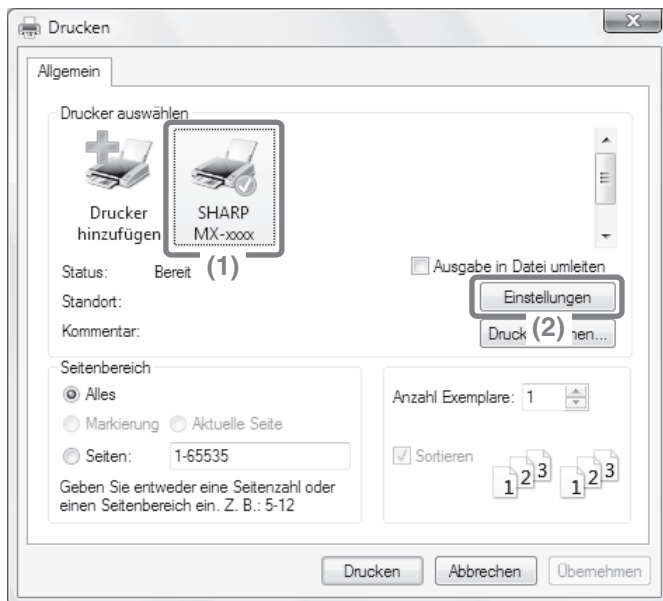 Drucken
Allgemein
Drucker auswählen
Drucker
hinzufügen
SHARP
MX-xxxx
(1)
Status: Bereit
Ausgabe in Datei umleiten
Standort:
Einstellungen
Kommentar:
(2)
Seitenbereich
Alles
Markierung Aktuelle Seite
Seiten: 1-65535
Geben Sie entweder eine Seitenzahl oder
einen Seitenbereich ein. Z. B.: 5-12
Anzahl Exemplare: 1
Sortieren
1 2 3 1 2 3
Drucken Abbrechen Übernehmen